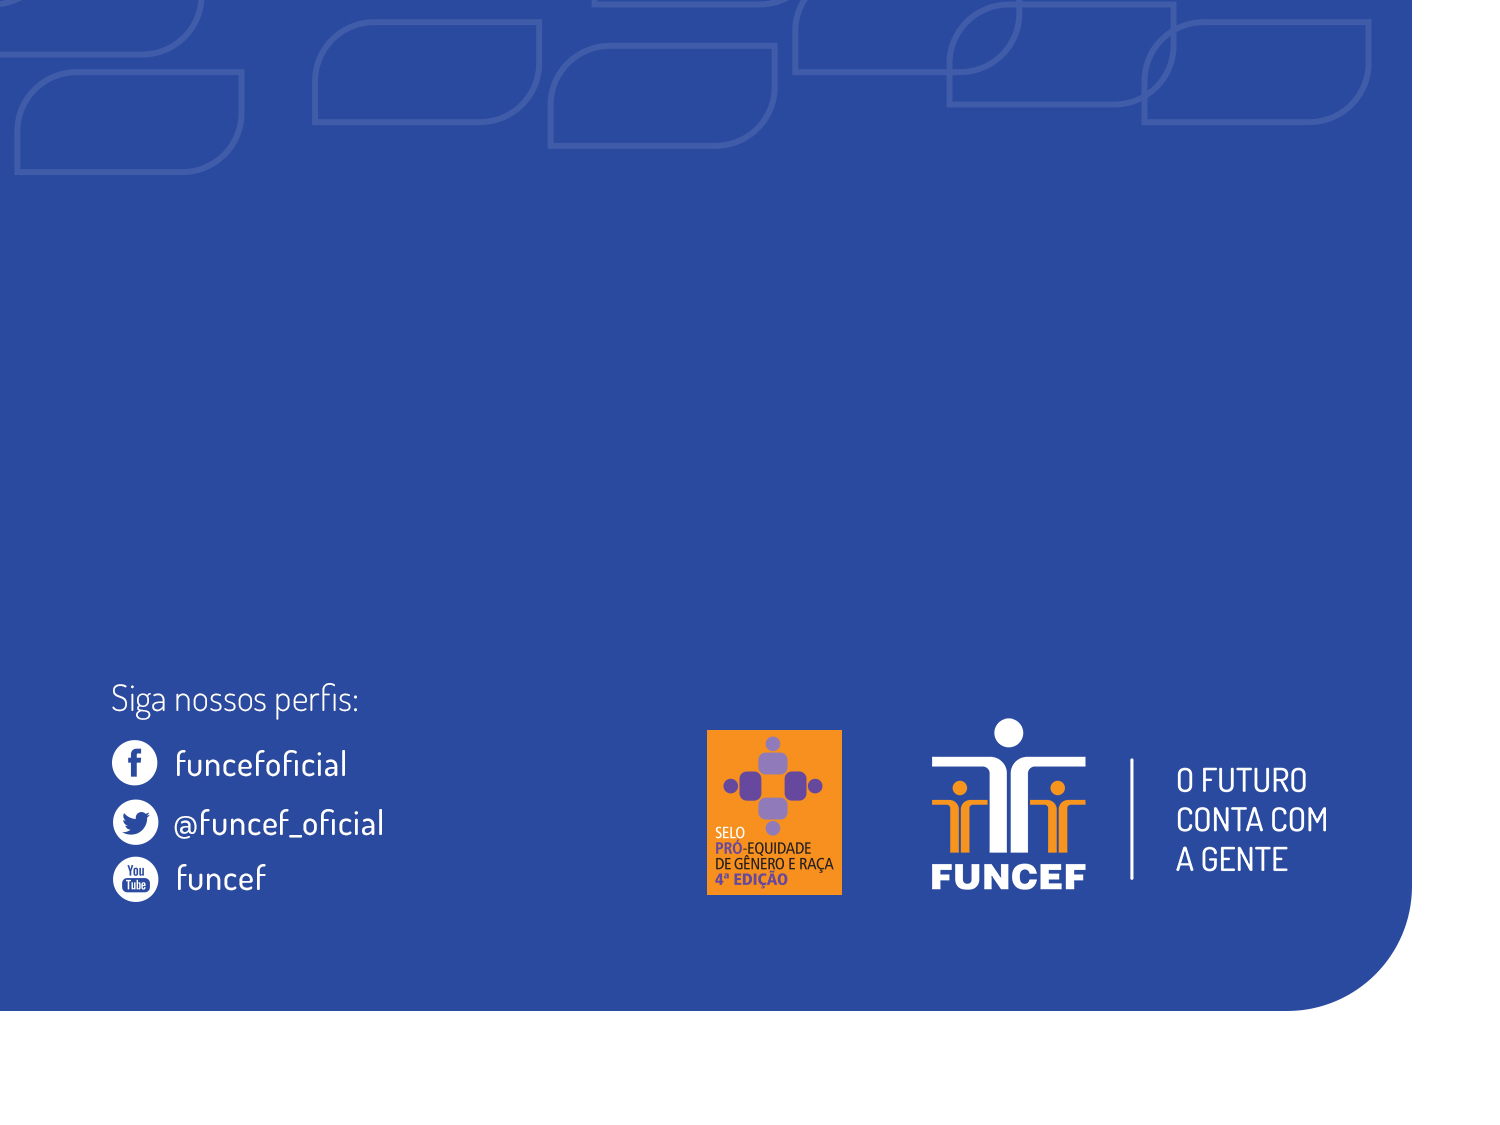 Siga nossos perfis:
funcefoficial
@funcef_oficial
You
Tube
funcef
SELO
PRÓ-EQUIDADE
DE GÊNERO E RAÇA
4ª EDIÇÃO
FUNCEF
O FUTURO
CONTA COM
A GENTE